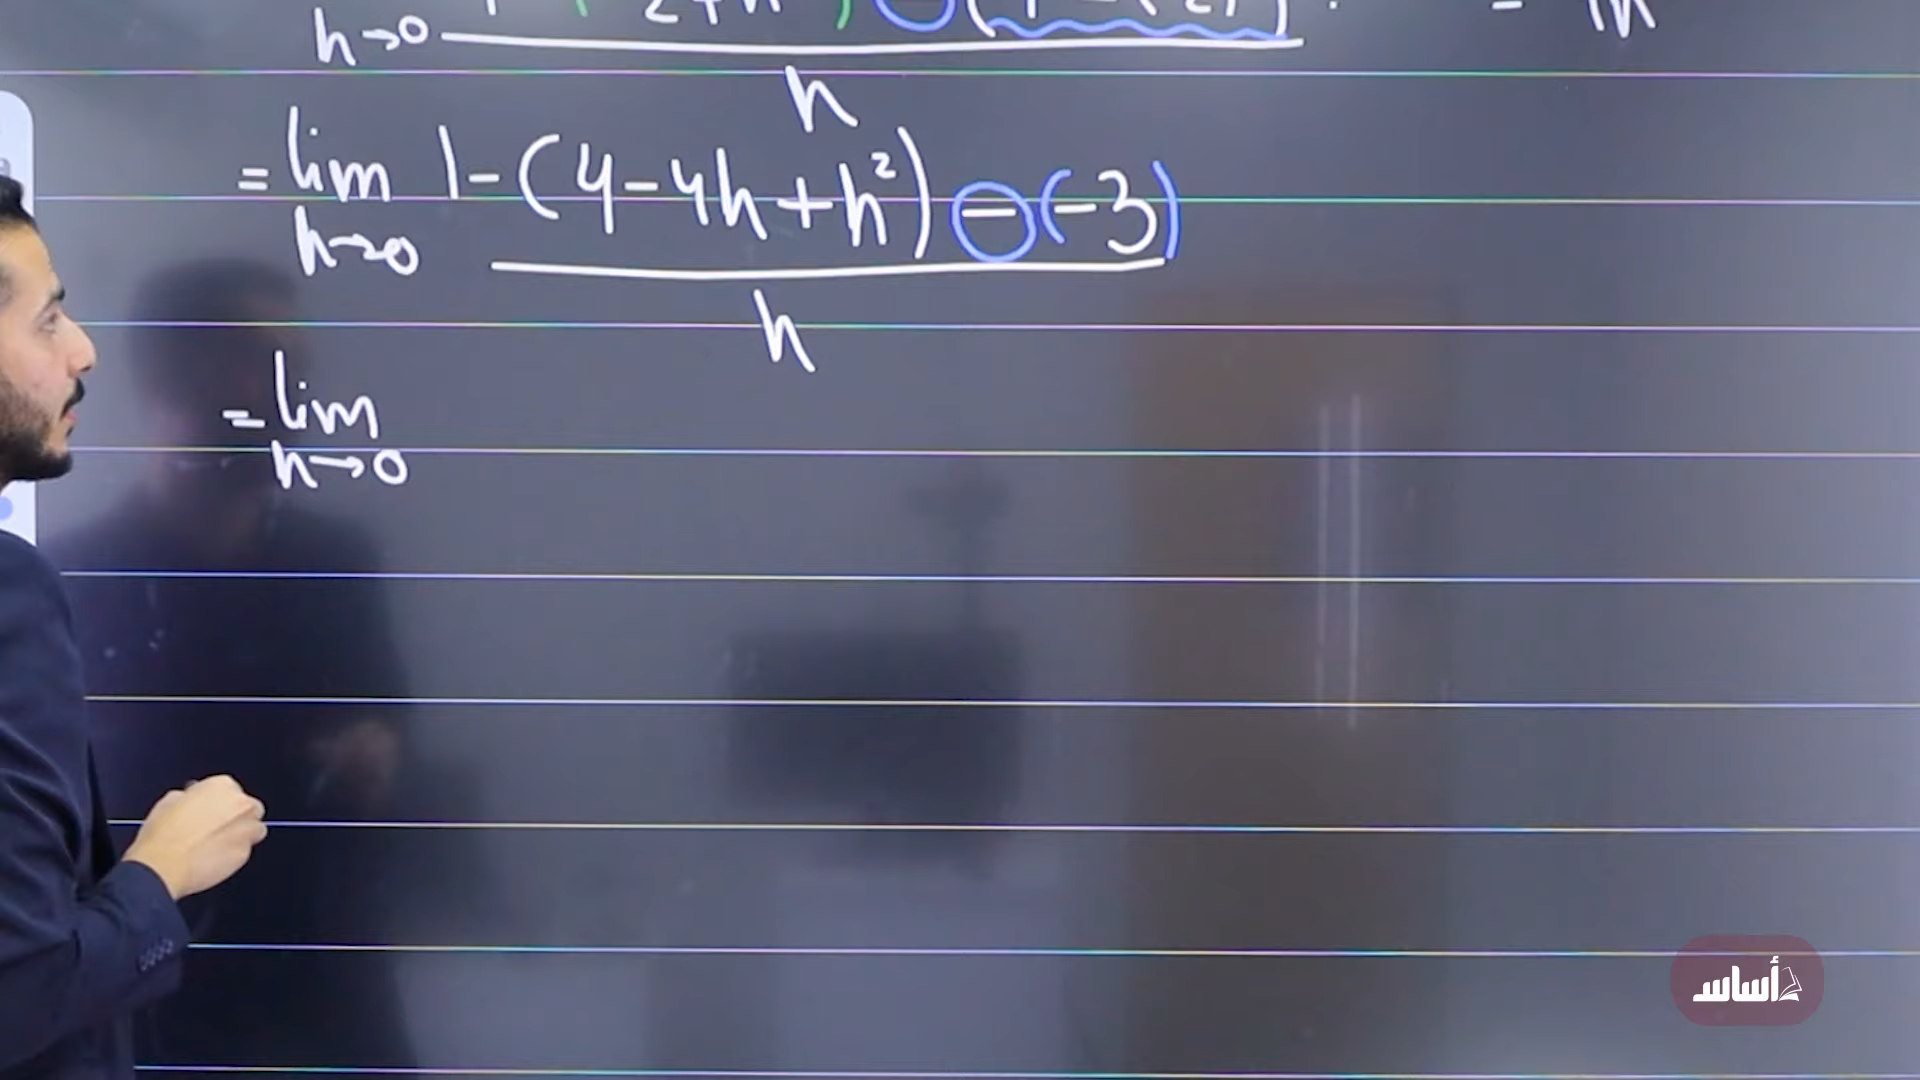 h→0 h
= lim 1-(4-4h+h²)-(-3)
h→0
h
= lim
h→0
أساس